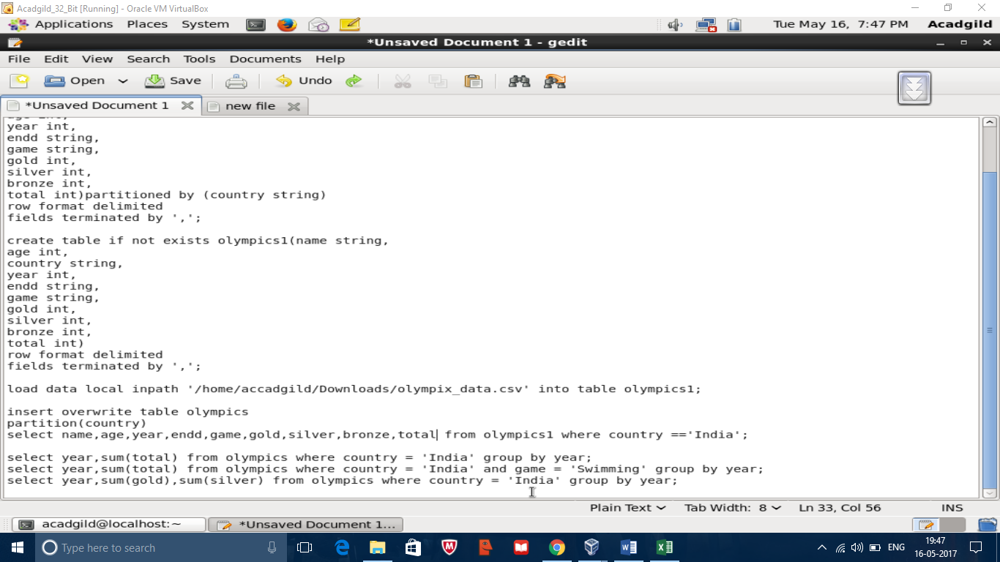 Acadgild_32_Bit [Running] - Oracle VM VirtualBox
Applications Places System Tue May 16, 7:47 PM Acadgild
*Unsaved Document 1 - gedit
File Edit View Search Tools Documents Help
Open Save Undo
*Unsaved Document 1 new file
age int,
year int,
endd string,
game string,
gold int,
silver int,
bronze int,
total int)partitioned by (country string)
row format delimited
fields terminated by ',';
create table if not exists olympics1(name string,
age int,
country string,
year int,
endd string,
game string,
gold int,
silver int,
bronze int,
total int)
row format delimited
fields terminated by ',';
load data local inpath '/home/accadgild/Downloads/olympix_data.csv' into table olympics1;
insert overwrite table olympics
partition(country)
select name,age,year,endd,game,gold,silver,bronze,total from olympics1 where country =='India';
select year,sum(total) from olympics where country = 'India' group by year;
select year,sum(total) from olympics where country = 'India' and game = 'Swimming' group by year;
select year,sum(gold),sum(silver) from olympics where country = 'India' group by year;
Plain Text Tab Width: 8 Ln 33, Col 56 INS
acadgild@localhost:~ *Unsaved Document 1...
Type here to search ENG 19:47
16-05-2017